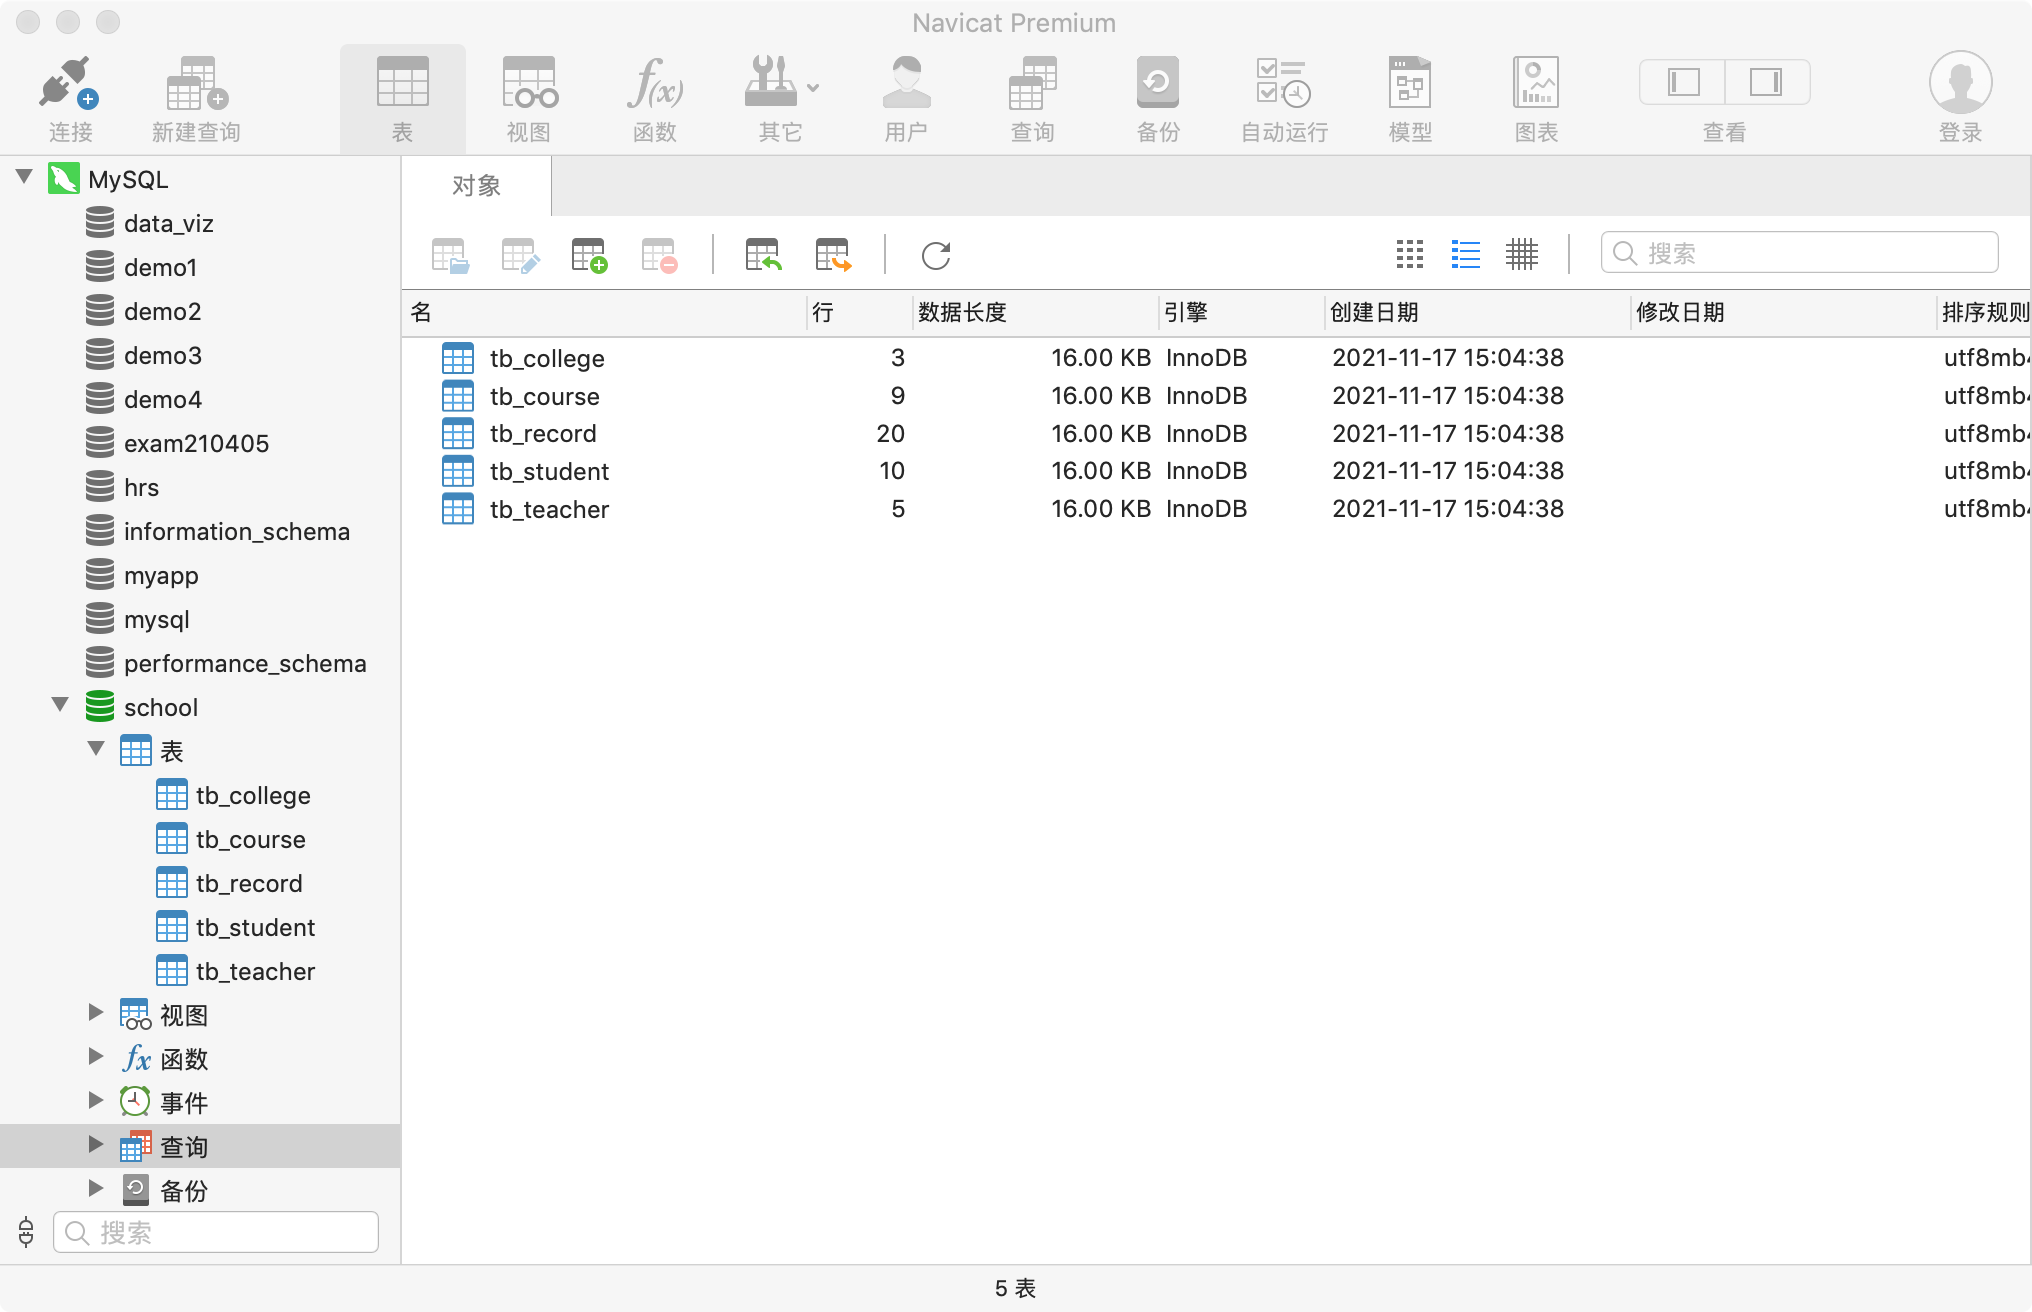 Navicat Premium
连接 新建查询 表 视图 函数 其它 用户 查询 备份 自动运行 模型 图表 查看 登录
MySQL
data_viz
demo1
demo2
demo3
demo4
exam210405
hrs
information_schema
myapp
mysql
performance_schema
school
表
tb_college
tb_course
tb_record
tb_student
tb_teacher
视图
函数
事件
查询
备份
搜索
对象
搜索
名 行 数据长度 引擎 创建日期 修改日期 排序规则
tb_college 3 16.00 KB InnoDB 2021-11-17 15:04:38 utf8mb4
tb_course 9 16.00 KB InnoDB 2021-11-17 15:04:38 utf8mb4
tb_record 20 16.00 KB InnoDB 2021-11-17 15:04:38 utf8mb4
tb_student 10 16.00 KB InnoDB 2021-11-17 15:04:38 utf8mb4
tb_teacher 5 16.00 KB InnoDB 2021-11-17 15:04:38 utf8mb4
5 表